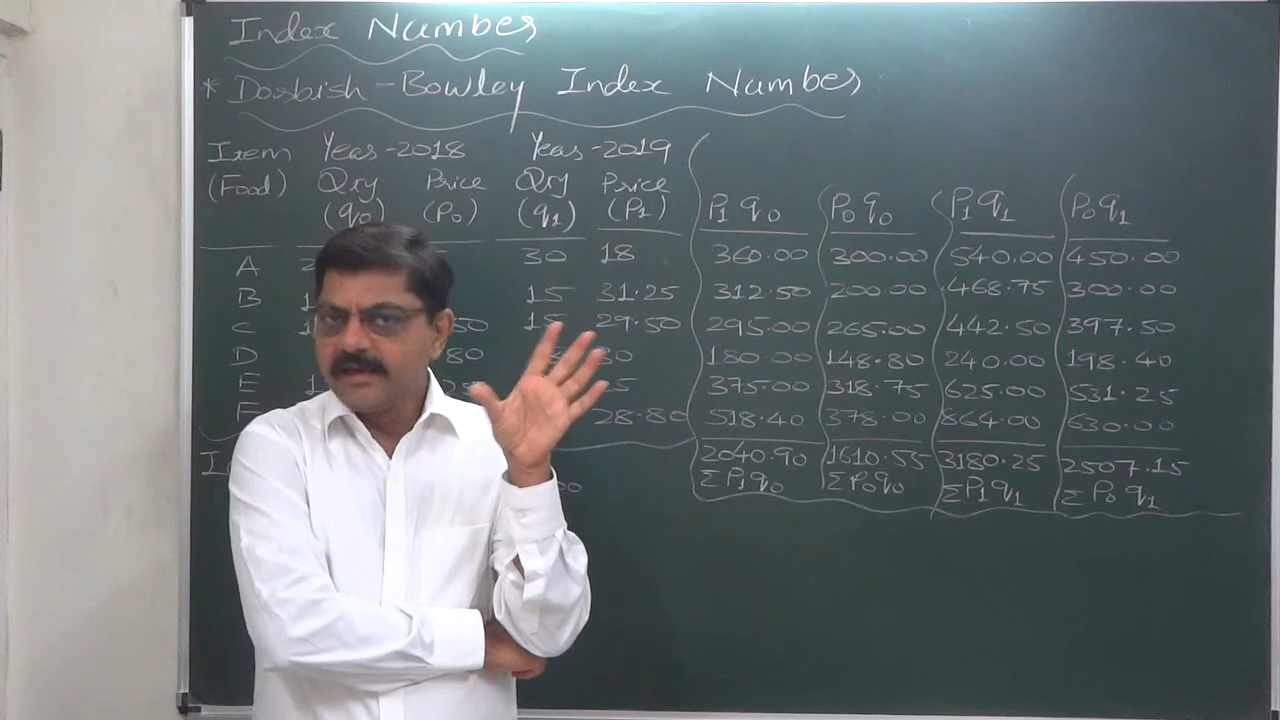 Index Number
* Dorbish-Bowley Index Number
Item Year-2018 Year-2019
(Food) Qty Price Qty Price P1 q0 P0 q0 P1 q1 P0 q1
(q0) (P0) (q1) (P1)
A 30 18 360.00 300.00 540.00 450.00
B 15 31.25 312.50 200.00 468.75 300.00
C 15 29.50 295.00 265.00 442.50 397.50
D 180.00 148.80 240.00 198.40
E 375.00 318.75 625.00 531.25
F 28.80 518.40 378.00 864.00 630.00
2040.90 1610.55 3180.25 2507.15
ΣP1q0 ΣP0q0 ΣP1q1 ΣP0q1